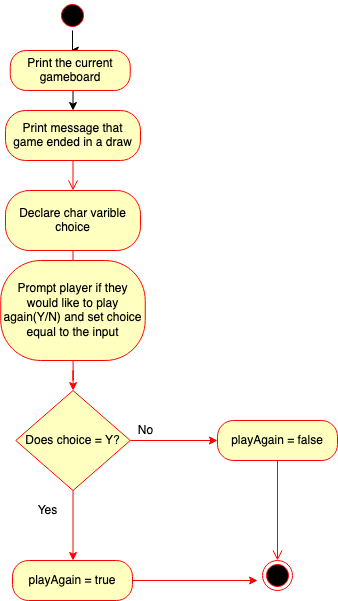 Print the current
gameboard
Print message that
game ended in a draw
Declare char varible
choice
Prompt player if they
would like to play
again(Y/N) and set choice
equal to the input
Does choice = Y?
No
playAgain = false
Yes
playAgain = true